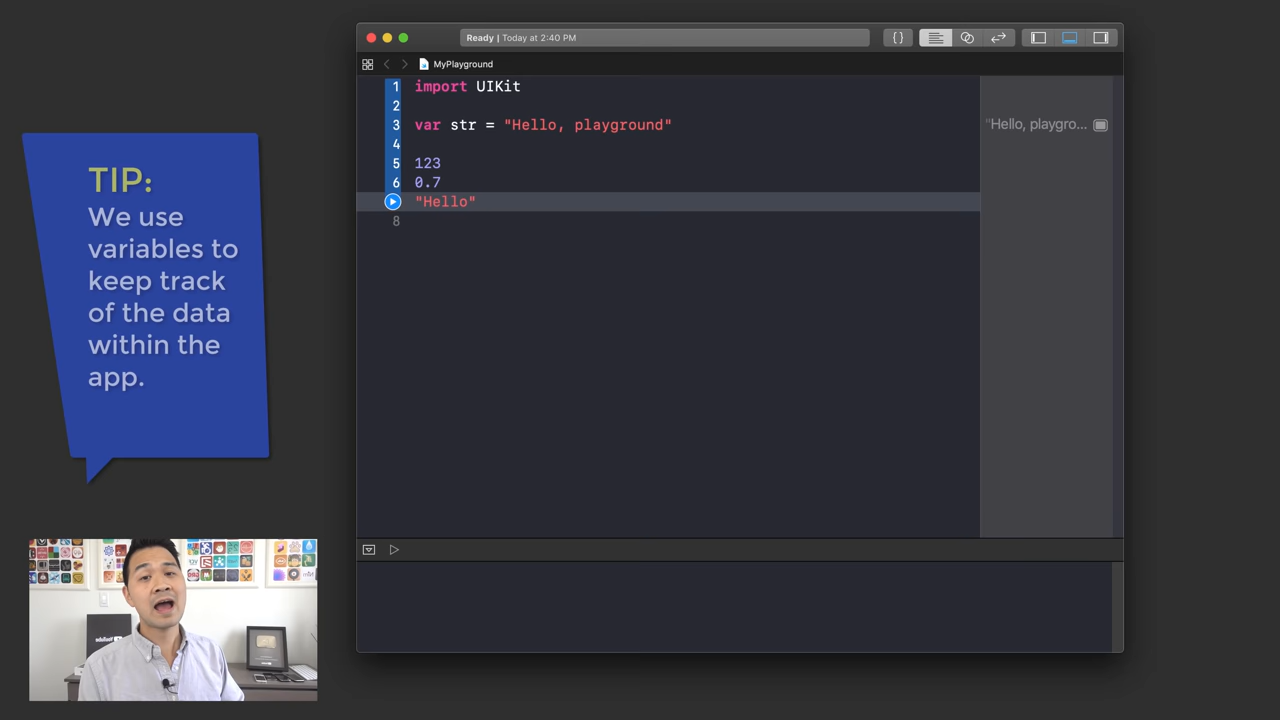 Ready | Today at 2:40 PM
{ }
MyPlayground
1 import UIKit
2
3 var str = "Hello, playground"
4
5 123
6 0.7
"Hello"
8
"Hello, playgro...
TIP:
We use
variables to
keep track
of the data
within the
app.